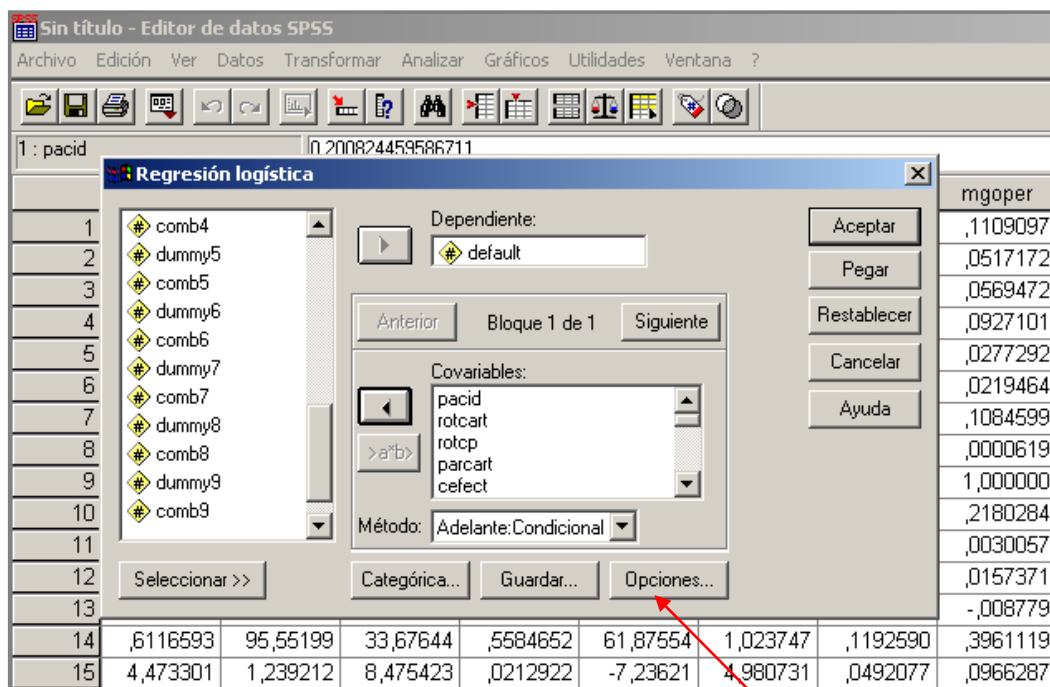 Sin título - Editor de datos SPSS
Archivo Edición Ver Datos Transformar Analizar Gráficos Utilidades Ventana ?
1 : pacid 0.200824459586711
Regresión logística
mgoper
comb4
dummy5
comb5
dummy6
comb6
dummy7
comb7
dummy8
comb8
dummy9
comb9
Seleccionar >>
Dependiente:
default
Anterior Bloque 1 de 1 Siguiente
Covariables:
pacid
rotcart
rotcp
parcart
cefect
>a*b>
Método: Adelante:Condicional
Categórica... Guardar... Opciones...
Aceptar
Pegar
Restablecer
Cancelar
Ayuda
1 ,1109097
2 ,0517172
3 ,0569472
4 ,0927101
5 ,0277292
6 ,0219464
7 ,1084599
8 ,0000619
9 1,000000
10 ,2180284
11 ,0030057
12 ,0157371
13 -,008779
14 ,6116593 95,55199 33,67644 ,5584652 61,87554 1,023747 ,1192590 ,3961119
15 4,473301 1,239212 8,475423 ,0212922 -7,23621 4,980731 ,0492077 ,0966287